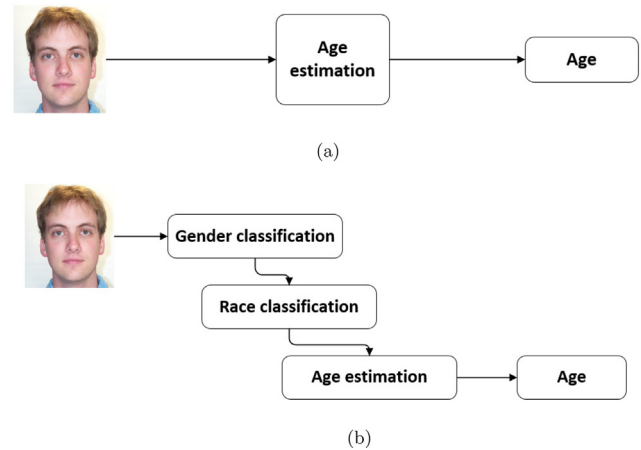 Age
estimation
Age
(a)
Gender classification
Race classification
Age estimation
Age
(b)